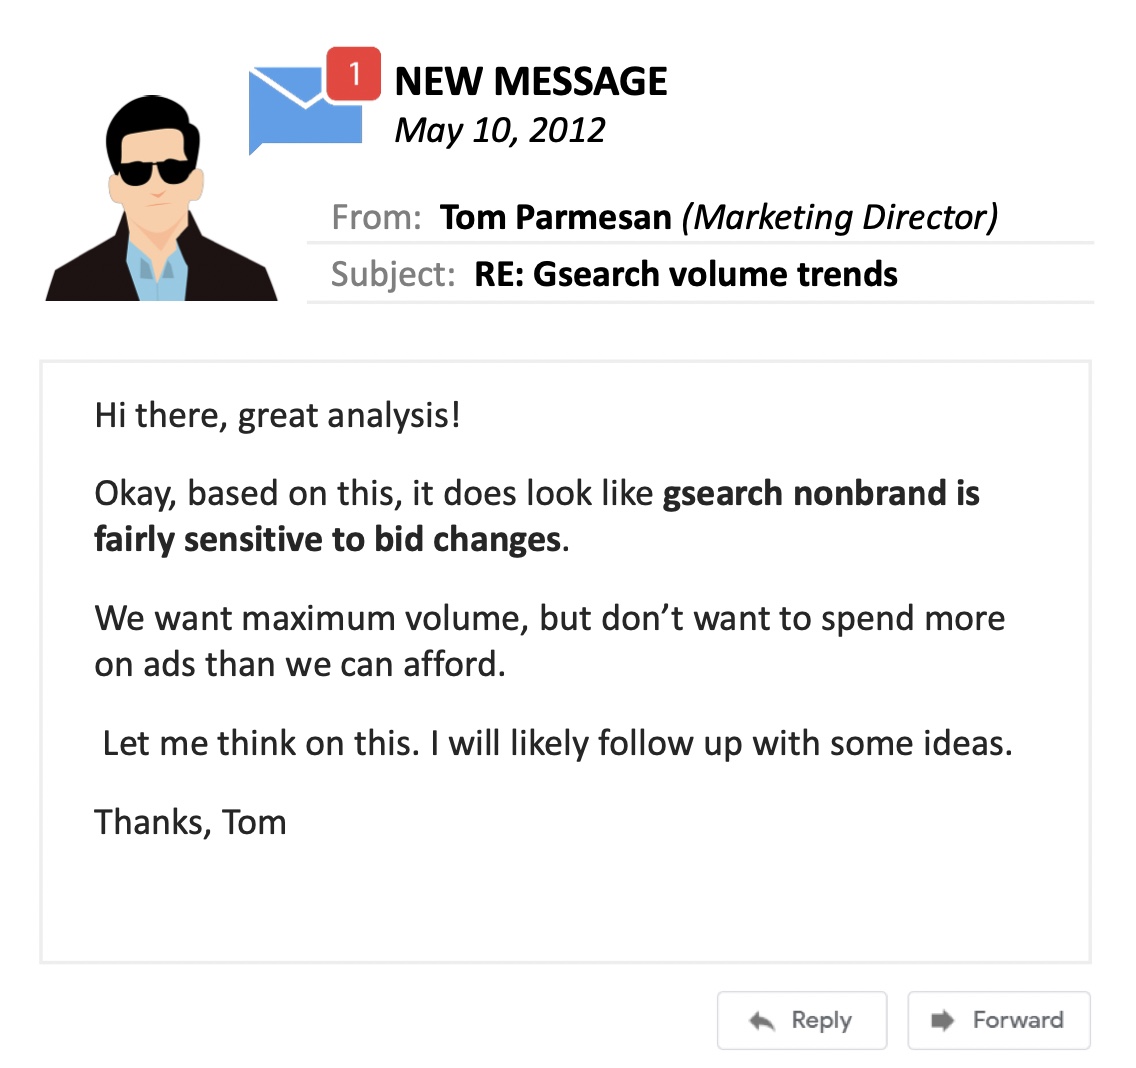 1
NEW MESSAGE
May 10, 2012
From: Tom Parmesan (Marketing Director)
Subject: RE: Gsearch volume trends
Hi there, great analysis!
Okay, based on this, it does look like gsearch nonbrand is
fairly sensitive to bid changes.
We want maximum volume, but don’t want to spend more
on ads than we can afford.
Let me think on this. I will likely follow up with some ideas.
Thanks, Tom
Reply
Forward